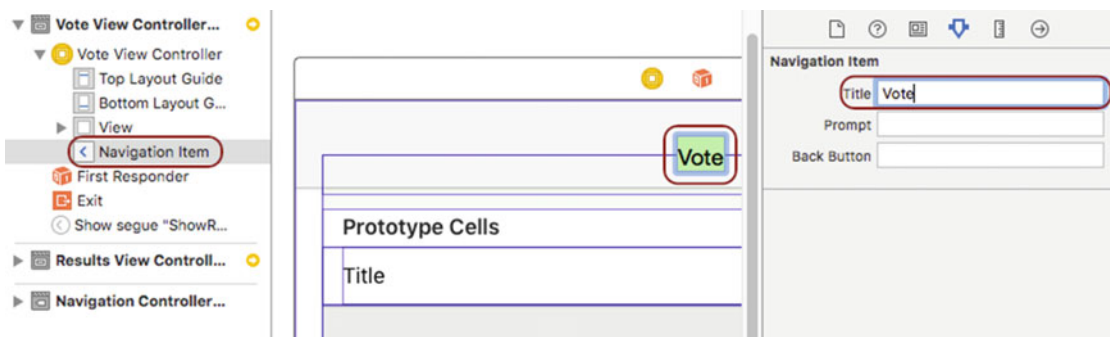 Vote View Controller...
Vote View Controller
Top Layout Guide
Bottom Layout G...
View
Navigation Item
First Responder
Exit
Show segue "ShowR...
Results View Controll...
Navigation Controller...
Vote
Prototype Cells
Title
Navigation Item
Title Vote
Prompt
Back Button